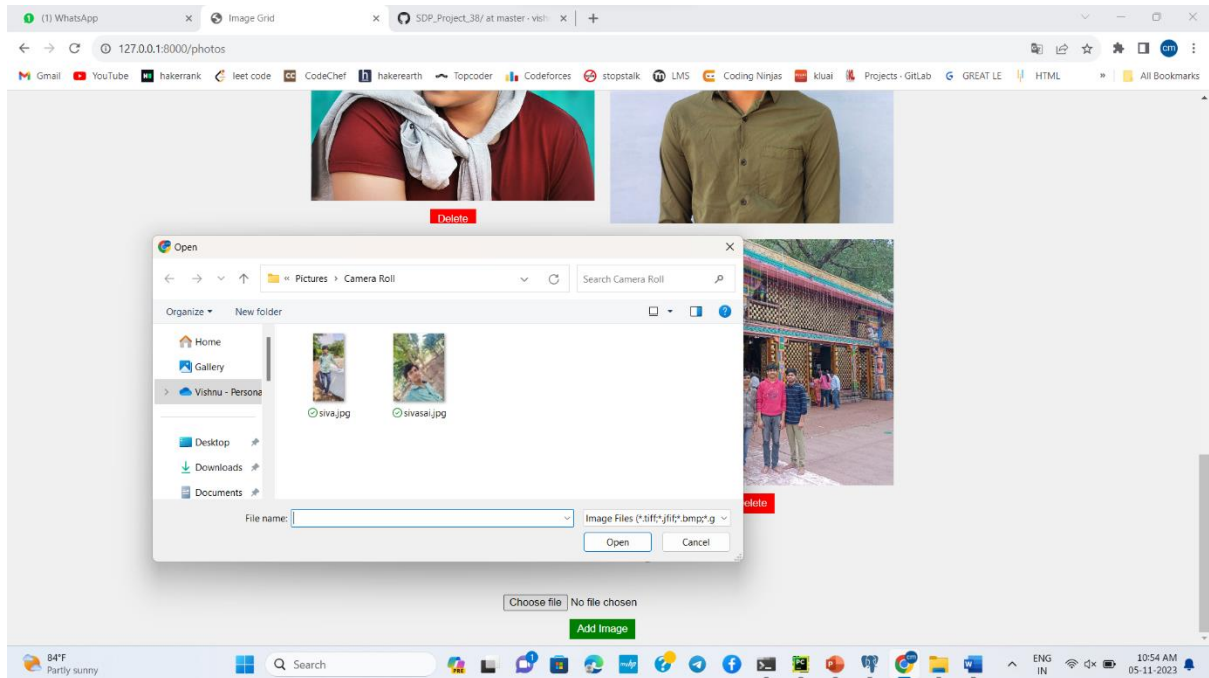 (1) WhatsApp
Image Grid
SDP_Project_38/ at master · vish
127.0.0.1:8000/photos
Gmail YouTube hakerrank leet code CodeChef hakerearth Topcoder Codeforces stopstalk LMS Coding Ninjas kluai Projects · GitLab GREAT LE HTML » All Bookmarks
Delete
Open
« Pictures › Camera Roll
Search Camera Roll
Organize New folder
Home
Gallery
Vishnu - Persona
siva.jpg sivasai.jpg
Desktop
Downloads
Documents
elete
File name:
Image Files (*.tiff;*.jfif;*.bmp;*.g
Open Cancel
Choose file No file chosen
Add Image
84°F
Partly sunny
Search
ENG
IN
10:54 AM
05-11-2023